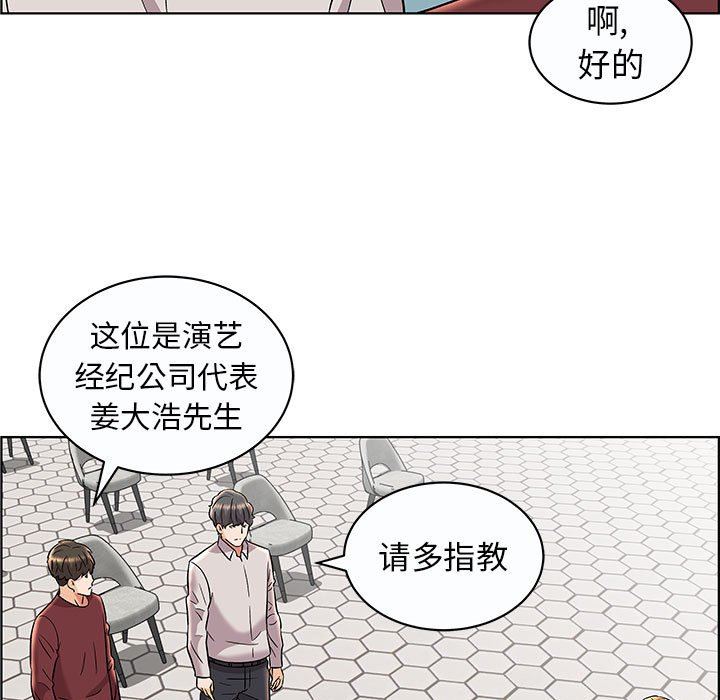 啊,
好的
这位是演艺
经纪公司代表
姜大浩先生
请多指教